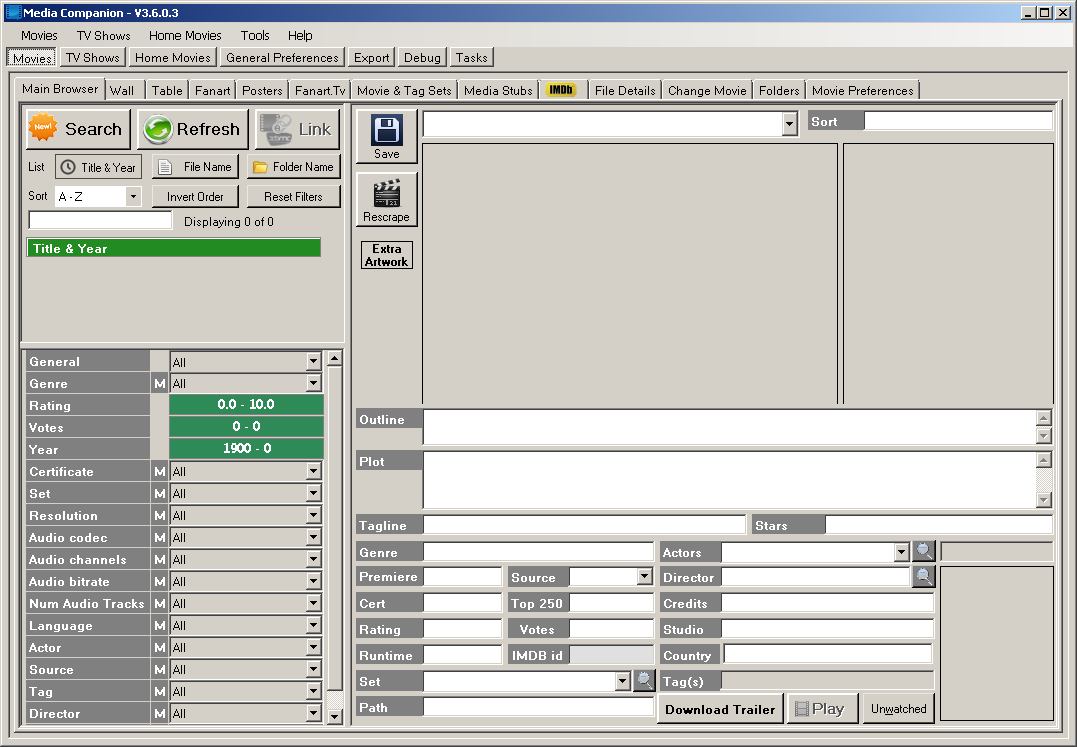 Media Companion - V3.6.0.3
Movies TV Shows Home Movies Tools Help
Movies TV Shows Home Movies General Preferences Export Debug Tasks
Main Browser Wall Table Fanart Posters Fanart.Tv Movie & Tag Sets Media Stubs IMDb File Details Change Movie Folders Movie Preferences
New! Search Refresh Link
List Title & Year File Name Folder Name
Sort A - Z Invert Order Reset Filters
Displaying 0 of 0
Title & Year
General All
Genre M All
Rating 0.0 - 10.0
Votes 0 - 0
Year 1900 - 0
Certificate M All
Set M All
Resolution M All
Audio codec M All
Audio channels M All
Audio bitrate M All
Num Audio Tracks M All
Language M All
Actor M All
Source M All
Tag M All
Director M All
Save
Sort
Rescrape
Extra
Artwork
Outline
Plot
Tagline Stars
Genre Actors
Premiere Source Director
Cert Top 250 Credits
Rating Votes Studio
Runtime IMDB id Country
Set Tag(s)
Path Download Trailer Play Unwatched